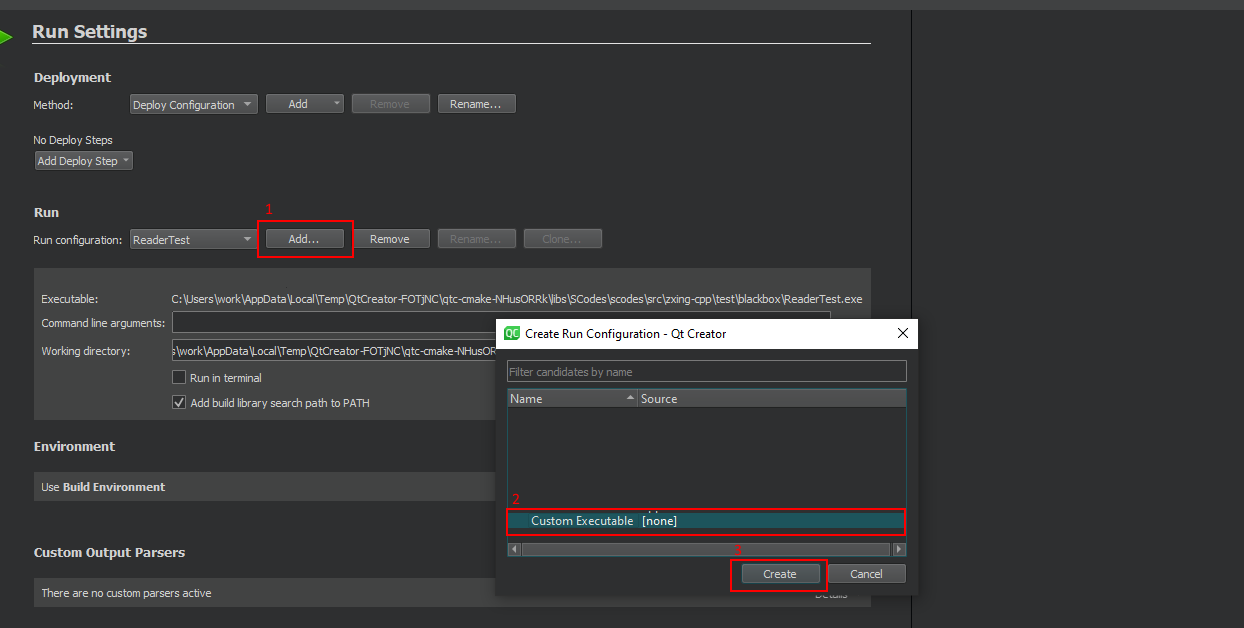 Run Settings
Deployment
Method: Deploy Configuration Add Remove Rename...
No Deploy Steps
Add Deploy Step
1
Run
Run configuration: ReaderTest Add... Remove Rename... Clone...
Executable: C:\Users\work\AppData\Local\Temp\QtCreator-FOTjNC\qtc-cmake-NHusORRk\libs\SCodes\scodes\src\zxing-cpp\test\blackbox\ReaderTest.exe
Command line arguments:
Working directory: s\work\AppData\Local\Temp\QtCreator-FOTjNC\qtc-cmake-NHusOR
Run in terminal
Add build library search path to PATH
Environment
Use Build Environment
Custom Output Parsers
There are no custom parsers active
Details
QC Create Run Configuration - Qt Creator
Filter candidates by name
Name Source
2
Custom Executable [none]
3
Create Cancel